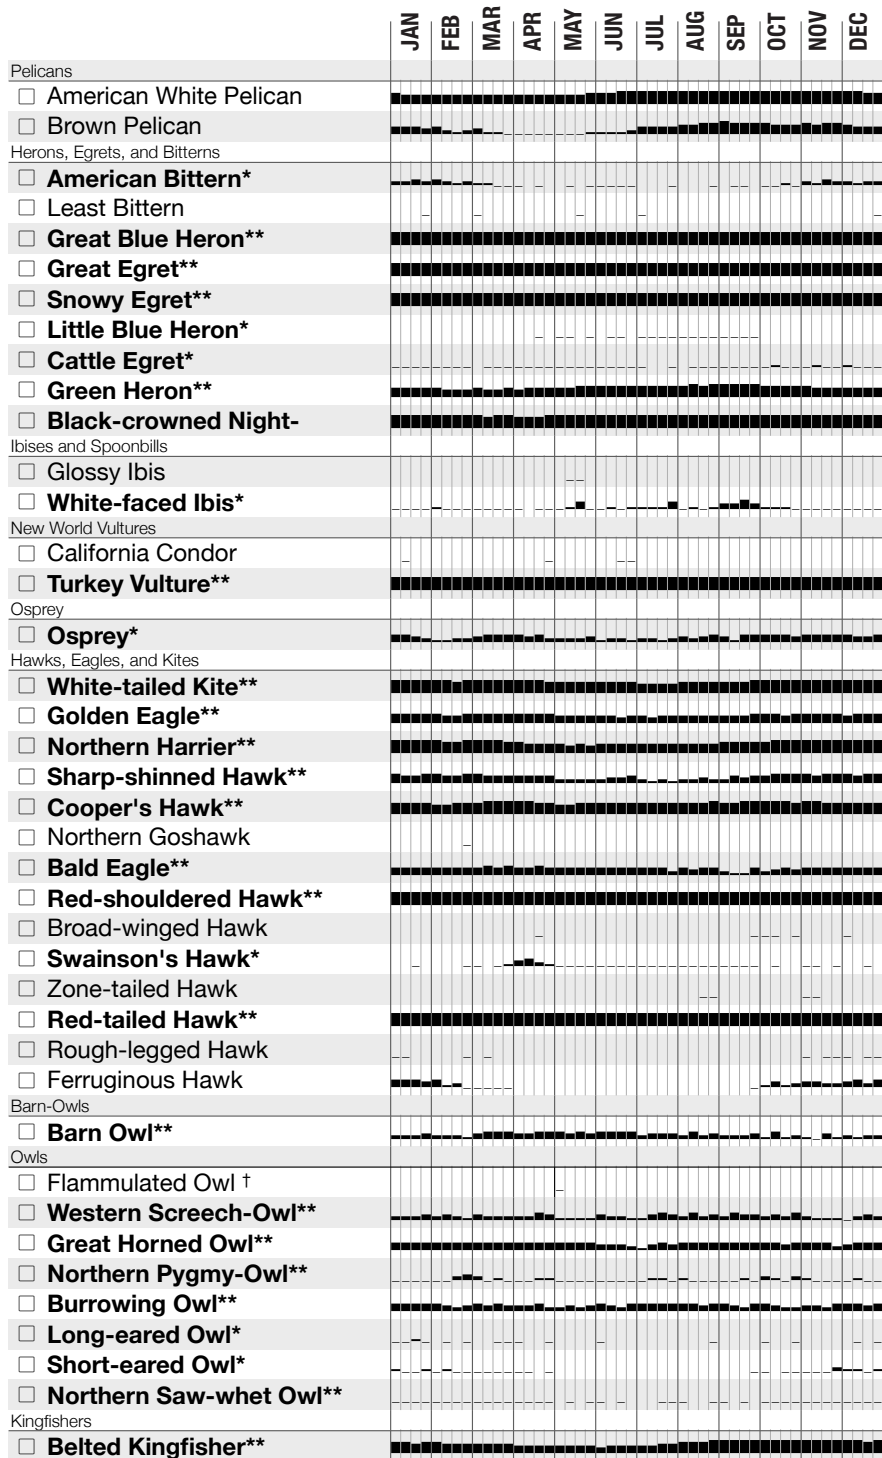 JAN FEB MAR APR MAY JUN JUL AUG SEP OCT NOV DEC
Pelicans
American White Pelican
Brown Pelican
Herons, Egrets, and Bitterns
American Bittern*
Least Bittern
Great Blue Heron**
Great Egret**
Snowy Egret**
Little Blue Heron*
Cattle Egret*
Green Heron**
Black-crowned Night-
Ibises and Spoonbills
Glossy Ibis
White-faced Ibis*
New World Vultures
California Condor
Turkey Vulture**
Osprey
Osprey*
Hawks, Eagles, and Kites
White-tailed Kite**
Golden Eagle**
Northern Harrier**
Sharp-shinned Hawk**
Cooper's Hawk**
Northern Goshawk
Bald Eagle**
Red-shouldered Hawk**
Broad-winged Hawk
Swainson's Hawk*
Zone-tailed Hawk
Red-tailed Hawk**
Rough-legged Hawk
Ferruginous Hawk
Barn-Owls
Barn Owl**
Owls
Flammulated Owl †
Western Screech-Owl**
Great Horned Owl**
Northern Pygmy-Owl**
Burrowing Owl**
Long-eared Owl*
Short-eared Owl*
Northern Saw-whet Owl**
Kingfishers
Belted Kingfisher**